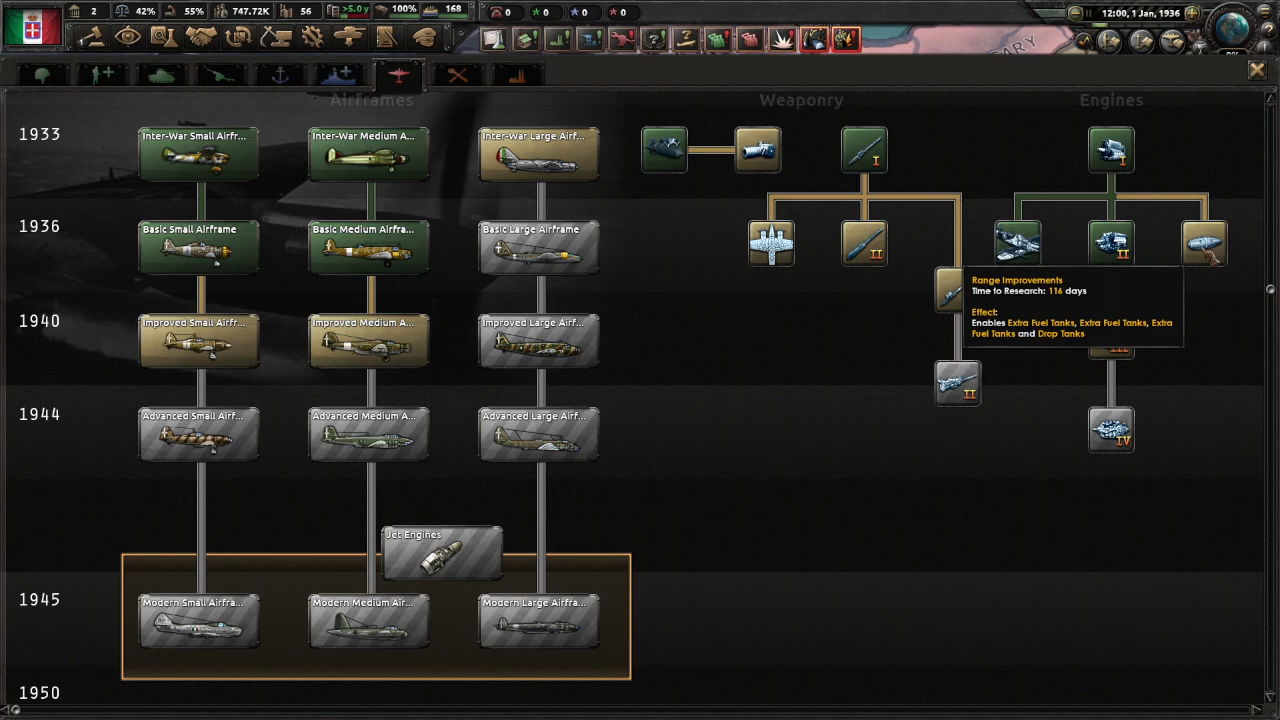 2
42%
55%
747.72K
56
>5.0 y
100%
168
0
0
0
0
12:00, 1 Jan, 1936
Airframes
Weaponry
Engines
1933
Inter-War Small Airfr...
Inter-War Medium A...
Inter-War Large Airf...
I
I
1936
Basic Small Airframe
Basic Medium Airfra...
Basic Large Airframe
II
II
Range Improvements
Time to Research: 116 days
Effect:
Enables Extra Fuel Tanks, Extra Fuel Tanks, Extra
Fuel Tanks and Drop Tanks
1940
Improved Small Airfr...
Improved Medium A...
Improved Large Airf...
III
II
1944
Advanced Small Airf...
Advanced Medium A...
Advanced Large Airf...
IV
Jet Engines
1945
Modern Small Airfra...
Modern Medium Air...
Modern Large Airfra...
1950